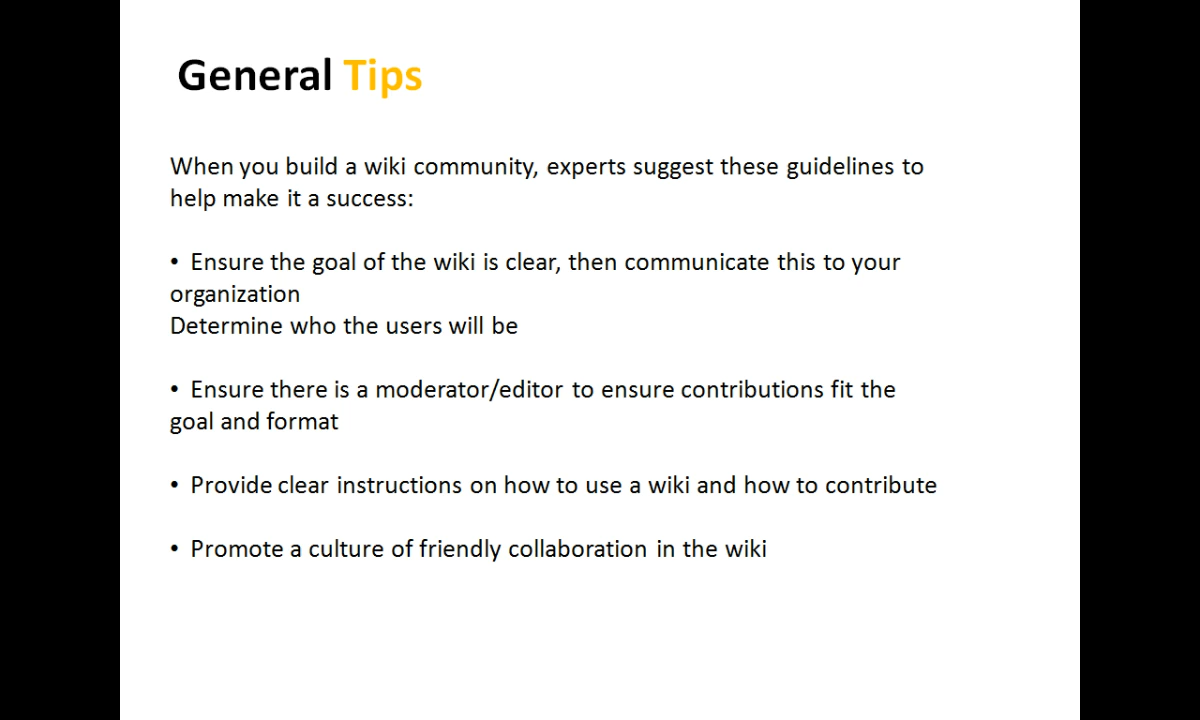 General Tips
When you build a wiki community, experts suggest these guidelines to
help make it a success:
• Ensure the goal of the wiki is clear, then communicate this to your
organization
Determine who the users will be
• Ensure there is a moderator/editor to ensure contributions fit the
goal and format
• Provide clear instructions on how to use a wiki and how to contribute
• Promote a culture of friendly collaboration in the wiki